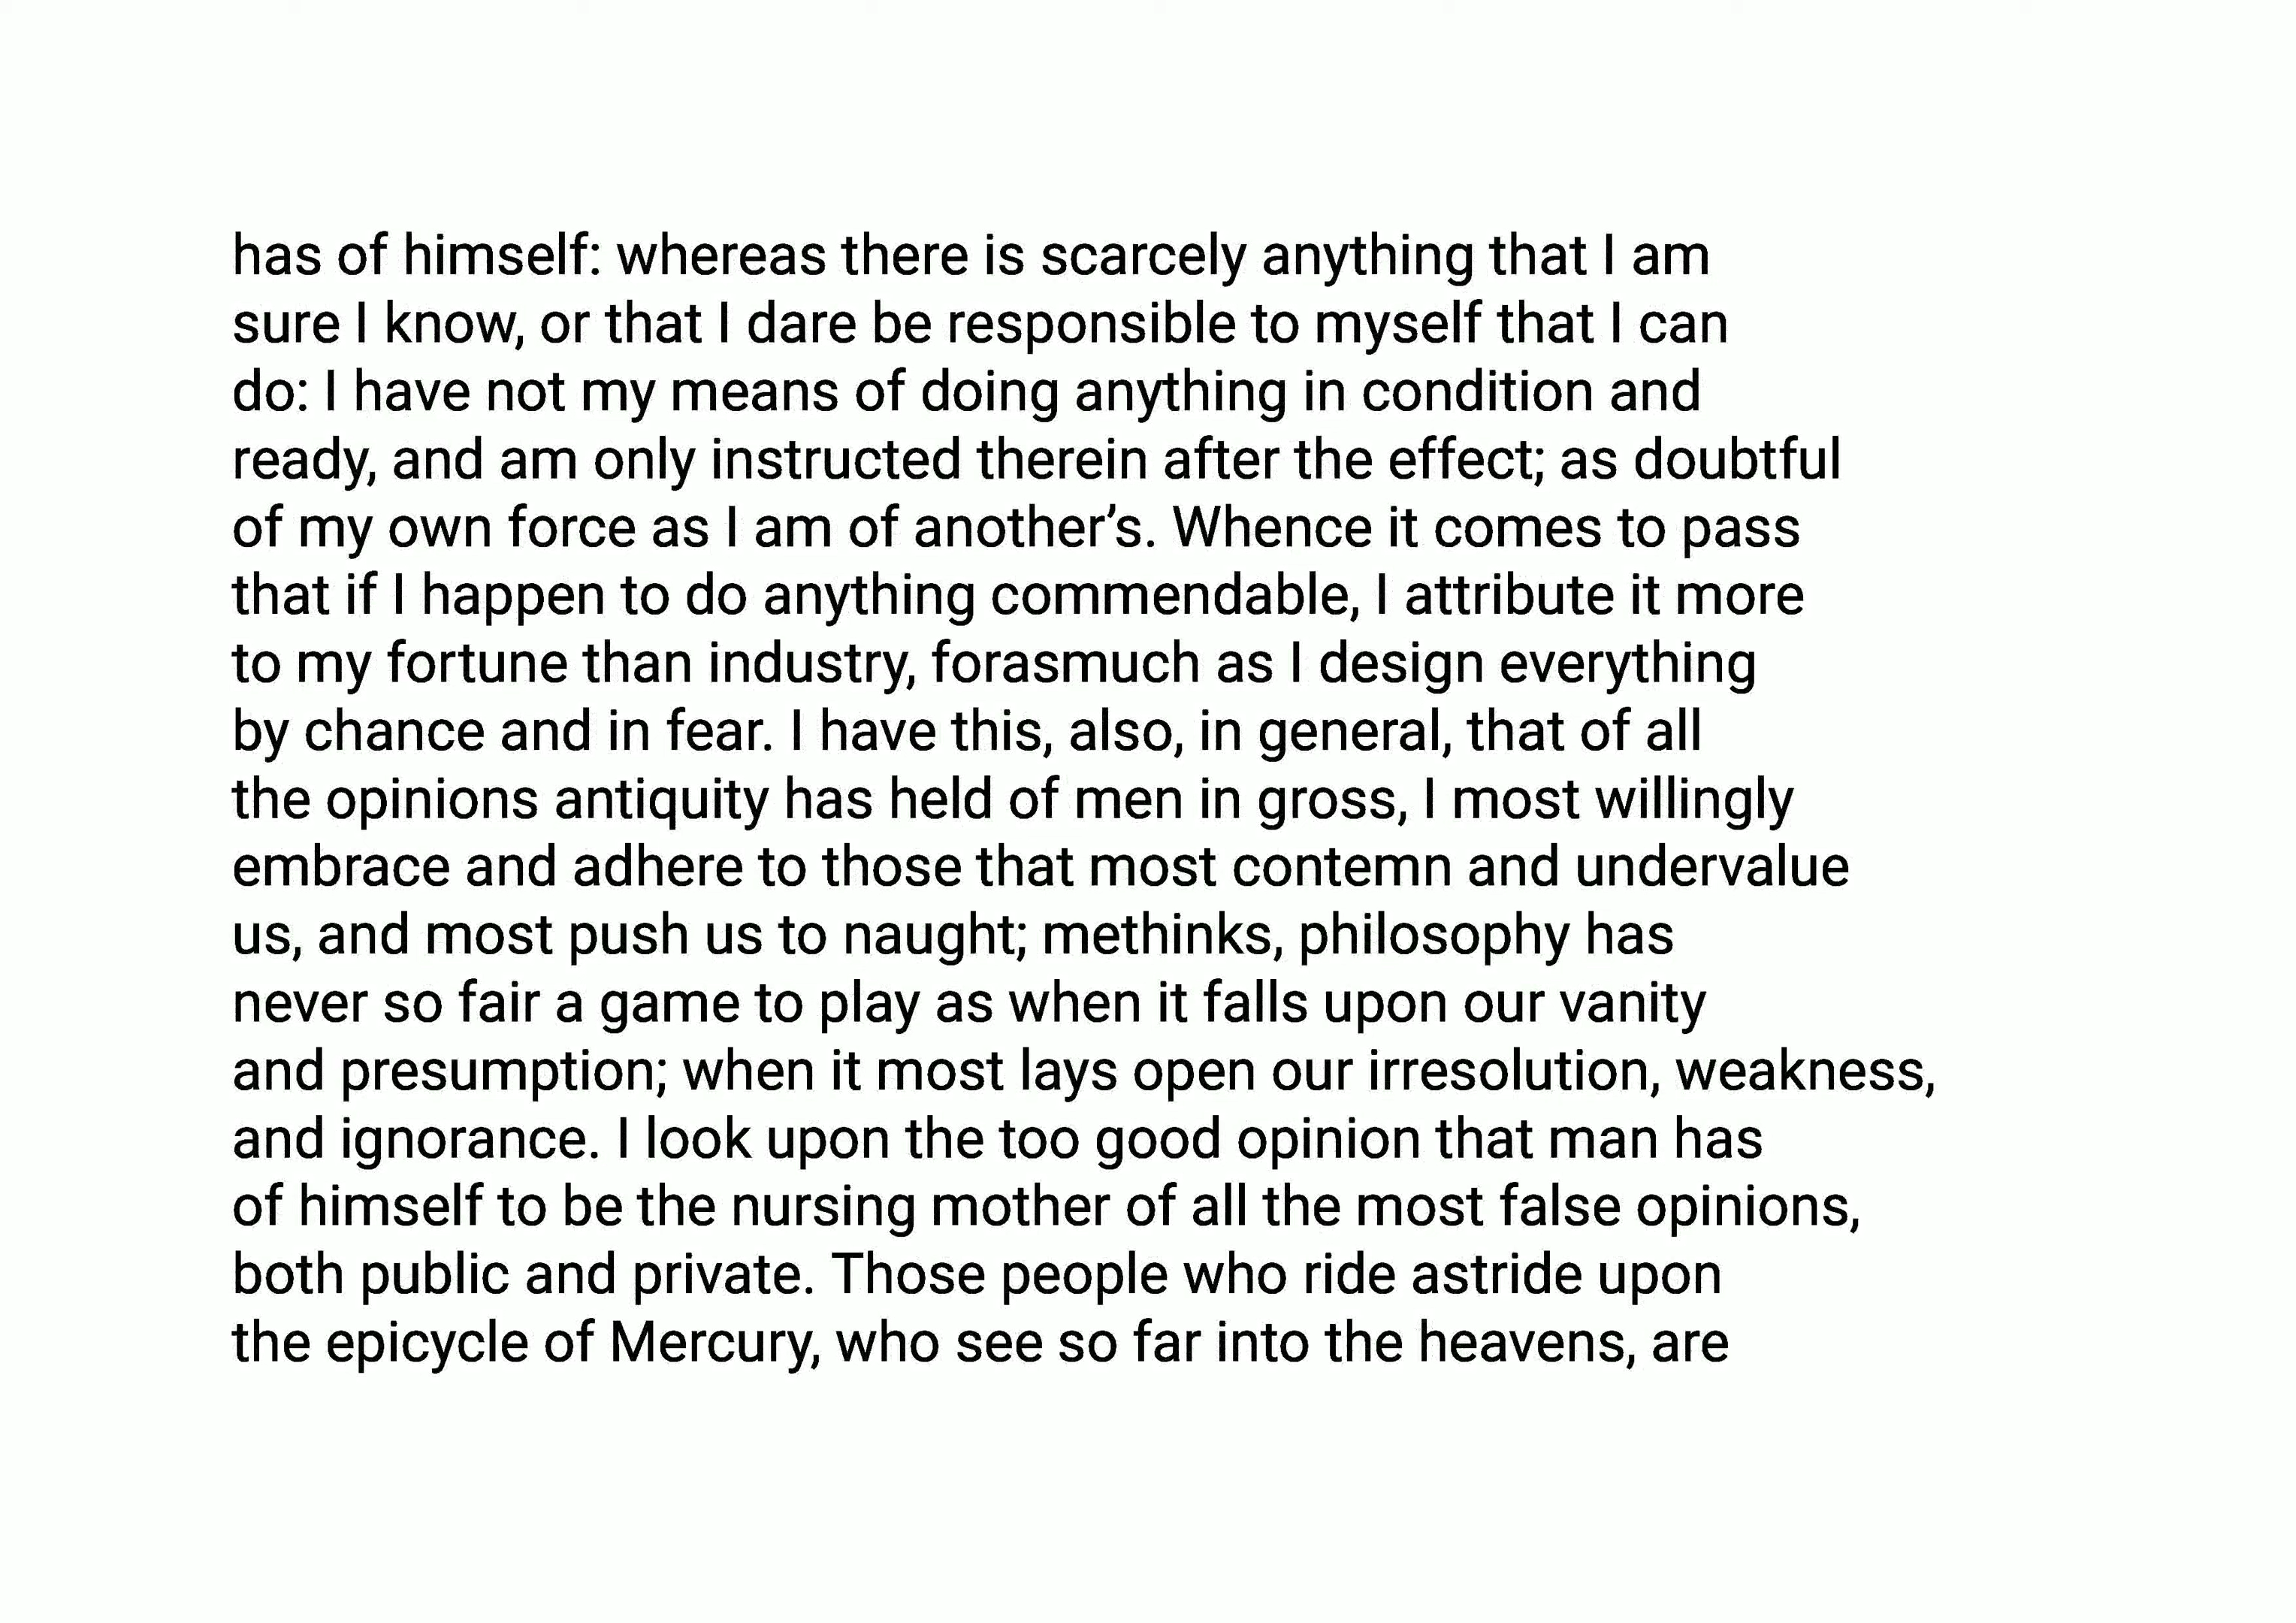 has of himself: whereas there is scarcely anything that I am
sure I know, or that I dare be responsible to myself that I can
do: I have not my means of doing anything in condition and
ready, and am only instructed therein after the effect; as doubtful
of my own force as I am of another’s. Whence it comes to pass
that if I happen to do anything commendable, I attribute it more
to my fortune than industry, forasmuch as I design everything
by chance and in fear. I have this, also, in general, that of all
the opinions antiquity has held of men in gross, I most willingly
embrace and adhere to those that most contemn and undervalue
us, and most push us to naught; methinks, philosophy has
never so fair a game to play as when it falls upon our vanity
and presumption; when it most lays open our irresolution, weakness,
and ignorance. I look upon the too good opinion that man has
of himself to be the nursing mother of all the most false opinions,
both public and private. Those people who ride astride upon
the epicycle of Mercury, who see so far into the heavens, are